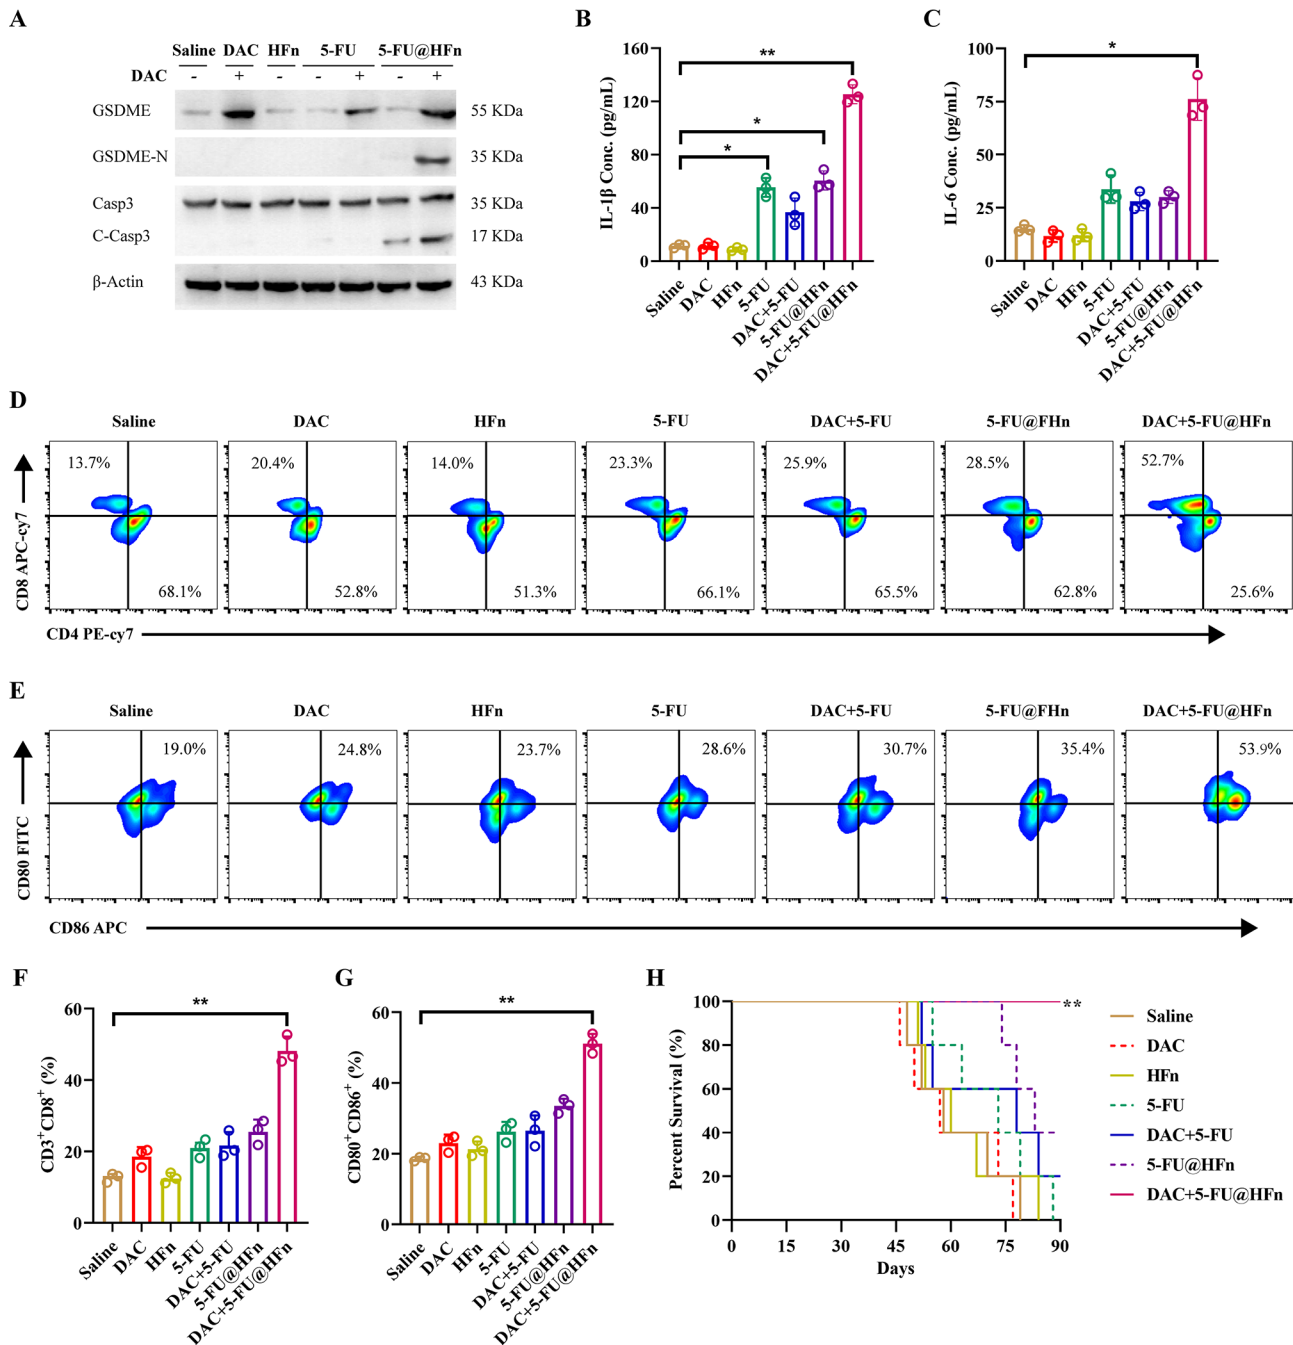 A
Saline DAC HFn 5-FU 5-FU@HFn
DAC - + - - + - +
GSDME 55 KDa
GSDME-N 35 KDa
Casp3 35 KDa
C-Casp3 17 KDa
β-Actin 43 KDa
B
IL-1β Conc. (pg/mL)
160
120
80
40
0
**
*
*
Saline DAC HFn 5-FU DAC+5-FU 5-FU@HFn DAC+5-FU@HFn
C
IL-6 Conc. (pg/mL)
100
75
50
25
0
*
Saline DAC HFn 5-FU DAC+5-FU 5-FU@HFn DAC+5-FU@HFn
D
Saline DAC HFn 5-FU DAC+5-FU 5-FU@FHn DAC+5-FU@HFn
CD8 APC-cy7
13.7% 20.4% 14.0% 23.3% 25.9% 28.5% 52.7%
68.1% 52.8% 51.3% 66.1% 65.5% 62.8% 25.6%
CD4 PE-cy7
E
Saline DAC HFn 5-FU DAC+5-FU 5-FU@FHn DAC+5-FU@HFn
CD80 FITC
19.0% 24.8% 23.7% 28.6% 30.7% 35.4% 53.9%
CD86 APC
F
CD3+CD8+ (%)
60
40
20
0
**
Saline DAC HFn 5-FU DAC+5-FU 5-FU@HFn DAC+5-FU@HFn
G
CD80+CD86+ (%)
60
40
20
0
**
Saline DAC HFn 5-FU DAC+5-FU 5-FU@HFn DAC+5-FU@HFn
H
Percent Survival (%)
100
80
60
40
20
0
**
0 15 30 45 60 75 90
Days
Saline
DAC
HFn
5-FU
DAC+5-FU
5-FU@HFn
DAC+5-FU@HFn